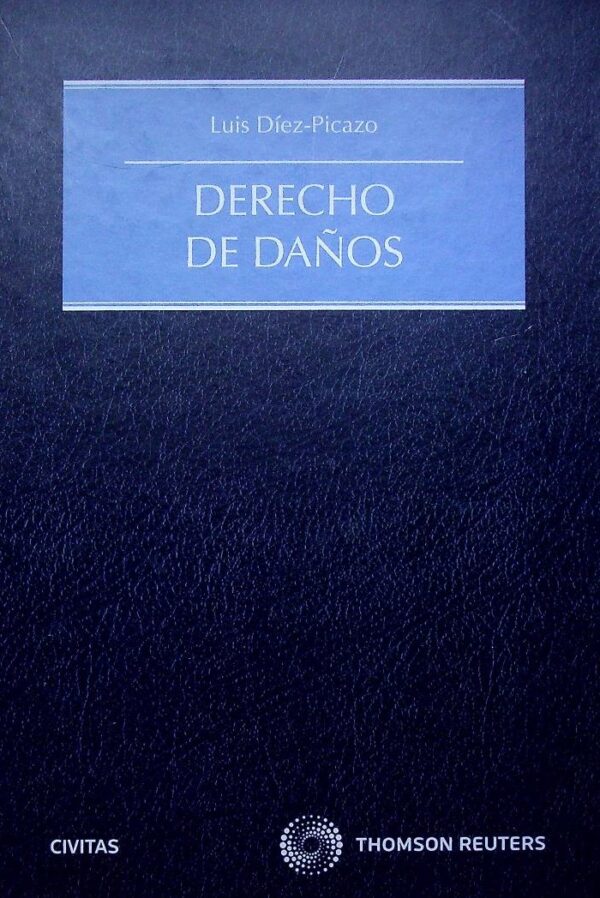 Luis Díez-Picazo
DERECHO
DE DAÑOS
CIVITAS
THOMSON REUTERS